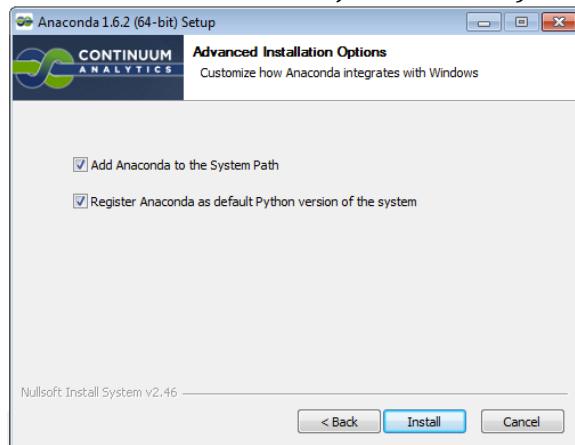 Anaconda 1.6.2 (64-bit) Setup
CONTINUUM
ANALYTICS
Advanced Installation Options
Customize how Anaconda integrates with Windows
Add Anaconda to the System Path
Register Anaconda as default Python version of the system
Nullsoft Install System v2.46
< Back
Install
Cancel